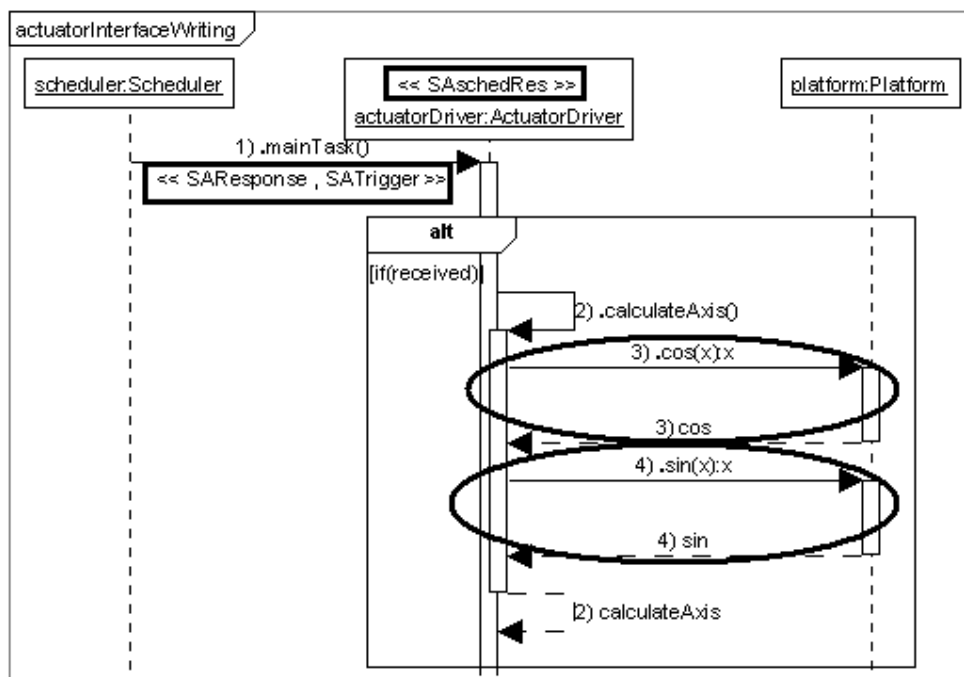 actuatorInterfaceWriting
scheduler:Scheduler
<< SAschedRes >>
actuatorDriver:ActuatorDriver
platform:Platform
1) .mainTask()
<< SAResponse , SATrigger >>
alt
[if(received)]
2) .calculateAxis()
3) .cos(x):x
3) cos
4) .sin(x):x
4) sin
2) calculateAxis